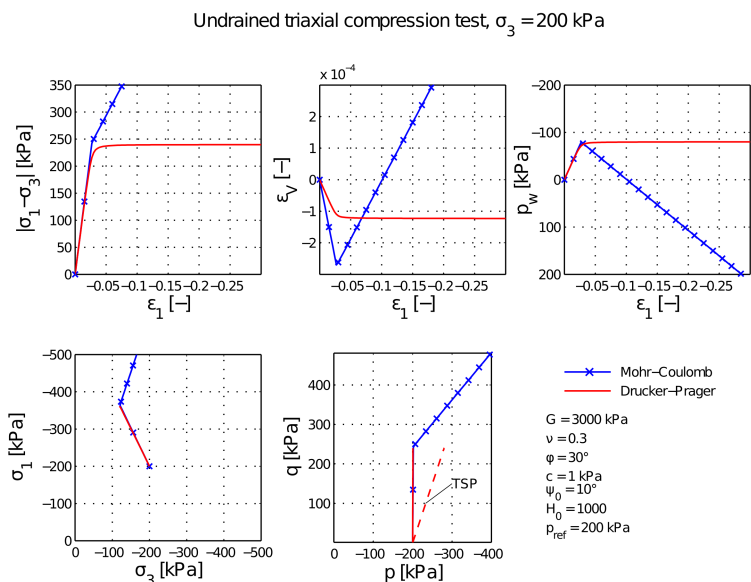 Undrained triaxial compression test, σ3 = 200 kPa
350
300
250
200
150
100
50
0
|σ1−σ3| [kPa]
−0.05 −0.1 −0.15 −0.2 −0.25
ε1 [−]
x 10−4
2
1
0
−1
−2
εV [−]
−0.05 −0.1 −0.15 −0.2 −0.25
ε1 [−]
−200
−100
0
100
200
pw [kPa]
−0.05 −0.1 −0.15 −0.2 −0.25
ε1 [−]
−500
−400
−300
−200
−100
0
σ1 [kPa]
0 −100 −200 −300 −400 −500
σ3 [kPa]
400
300
200
100
q [kPa]
TSP
0 −100 −200 −300 −400
p [kPa]
Mohr−Coulomb
Drucker−Prager
G = 3000 kPa
ν = 0.3
φ = 30°
c = 1 kPa
ψ0 = 10°
H0 = 1000
pref = 200 kPa